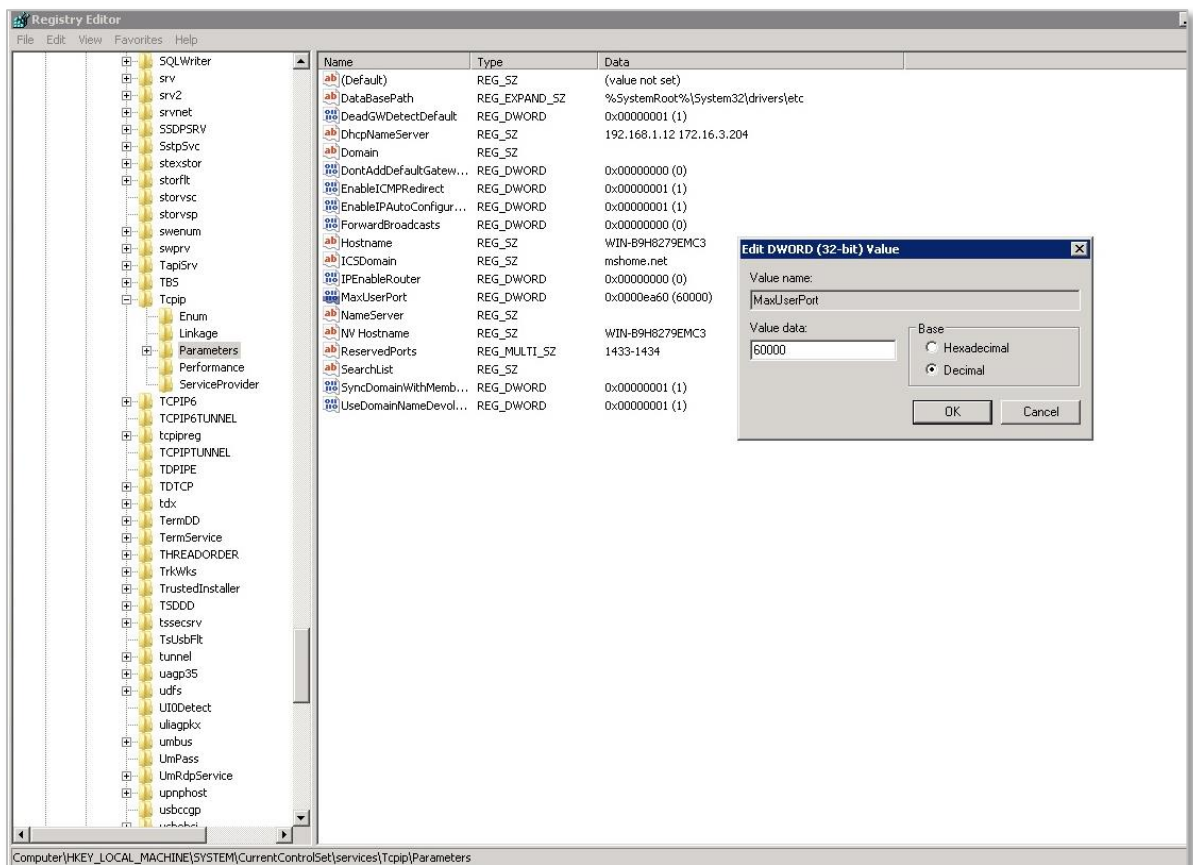 Registry Editor
File Edit View Favorites Help
SQLWriter
srv
srv2
srvnet
SSDPSRV
SstpSvc
stexstor
storflt
storvsc
storvsp
swenum
swprv
TapiSrv
TBS
Tcpip
Enum
Linkage
Parameters
Performance
ServiceProvider
TCPIP6
TCPIP6TUNNEL
tcpipreg
TCPIPTUNNEL
TDPIPE
TDTCP
tdx
TermDD
TermService
THREADORDER
TrkWks
TrustedInstaller
TSDDD
tssecsrv
TsUsbFlt
tunnel
uagp35
udfs
UI0Detect
uliagpkx
umbus
UmPass
UmRdpService
upnphost
usbccgp
Name Type Data
(Default) REG_SZ (value not set)
DataBasePath REG_EXPAND_SZ %SystemRoot%\System32\drivers\etc
DeadGWDetectDefault REG_DWORD 0x00000001 (1)
DhcpNameServer REG_SZ 192.168.1.12 172.16.3.204
Domain REG_SZ
DontAddDefaultGatew... REG_DWORD 0x00000000 (0)
EnableICMPRedirect REG_DWORD 0x00000001 (1)
EnableIPAutoConfigur... REG_DWORD 0x00000001 (1)
ForwardBroadcasts REG_DWORD 0x00000000 (0)
Hostname REG_SZ WIN-B9H8279EMC3
ICSDomain REG_SZ mshome.net
IPEnableRouter REG_DWORD 0x00000000 (0)
MaxUserPort REG_DWORD 0x0000ea60 (60000)
NameServer REG_SZ
NV Hostname REG_SZ WIN-B9H8279EMC3
ReservedPorts REG_MULTI_SZ 1433-1434
SearchList REG_SZ
SyncDomainWithMemb... REG_DWORD 0x00000001 (1)
UseDomainNameDevol... REG_DWORD 0x00000001 (1)
Edit DWORD (32-bit) Value
Value name:
MaxUserPort
Value data:
60000
Base
Hexadecimal
Decimal
OK Cancel
Computer\HKEY_LOCAL_MACHINE\SYSTEM\CurrentControlSet\services\Tcpip\Parameters